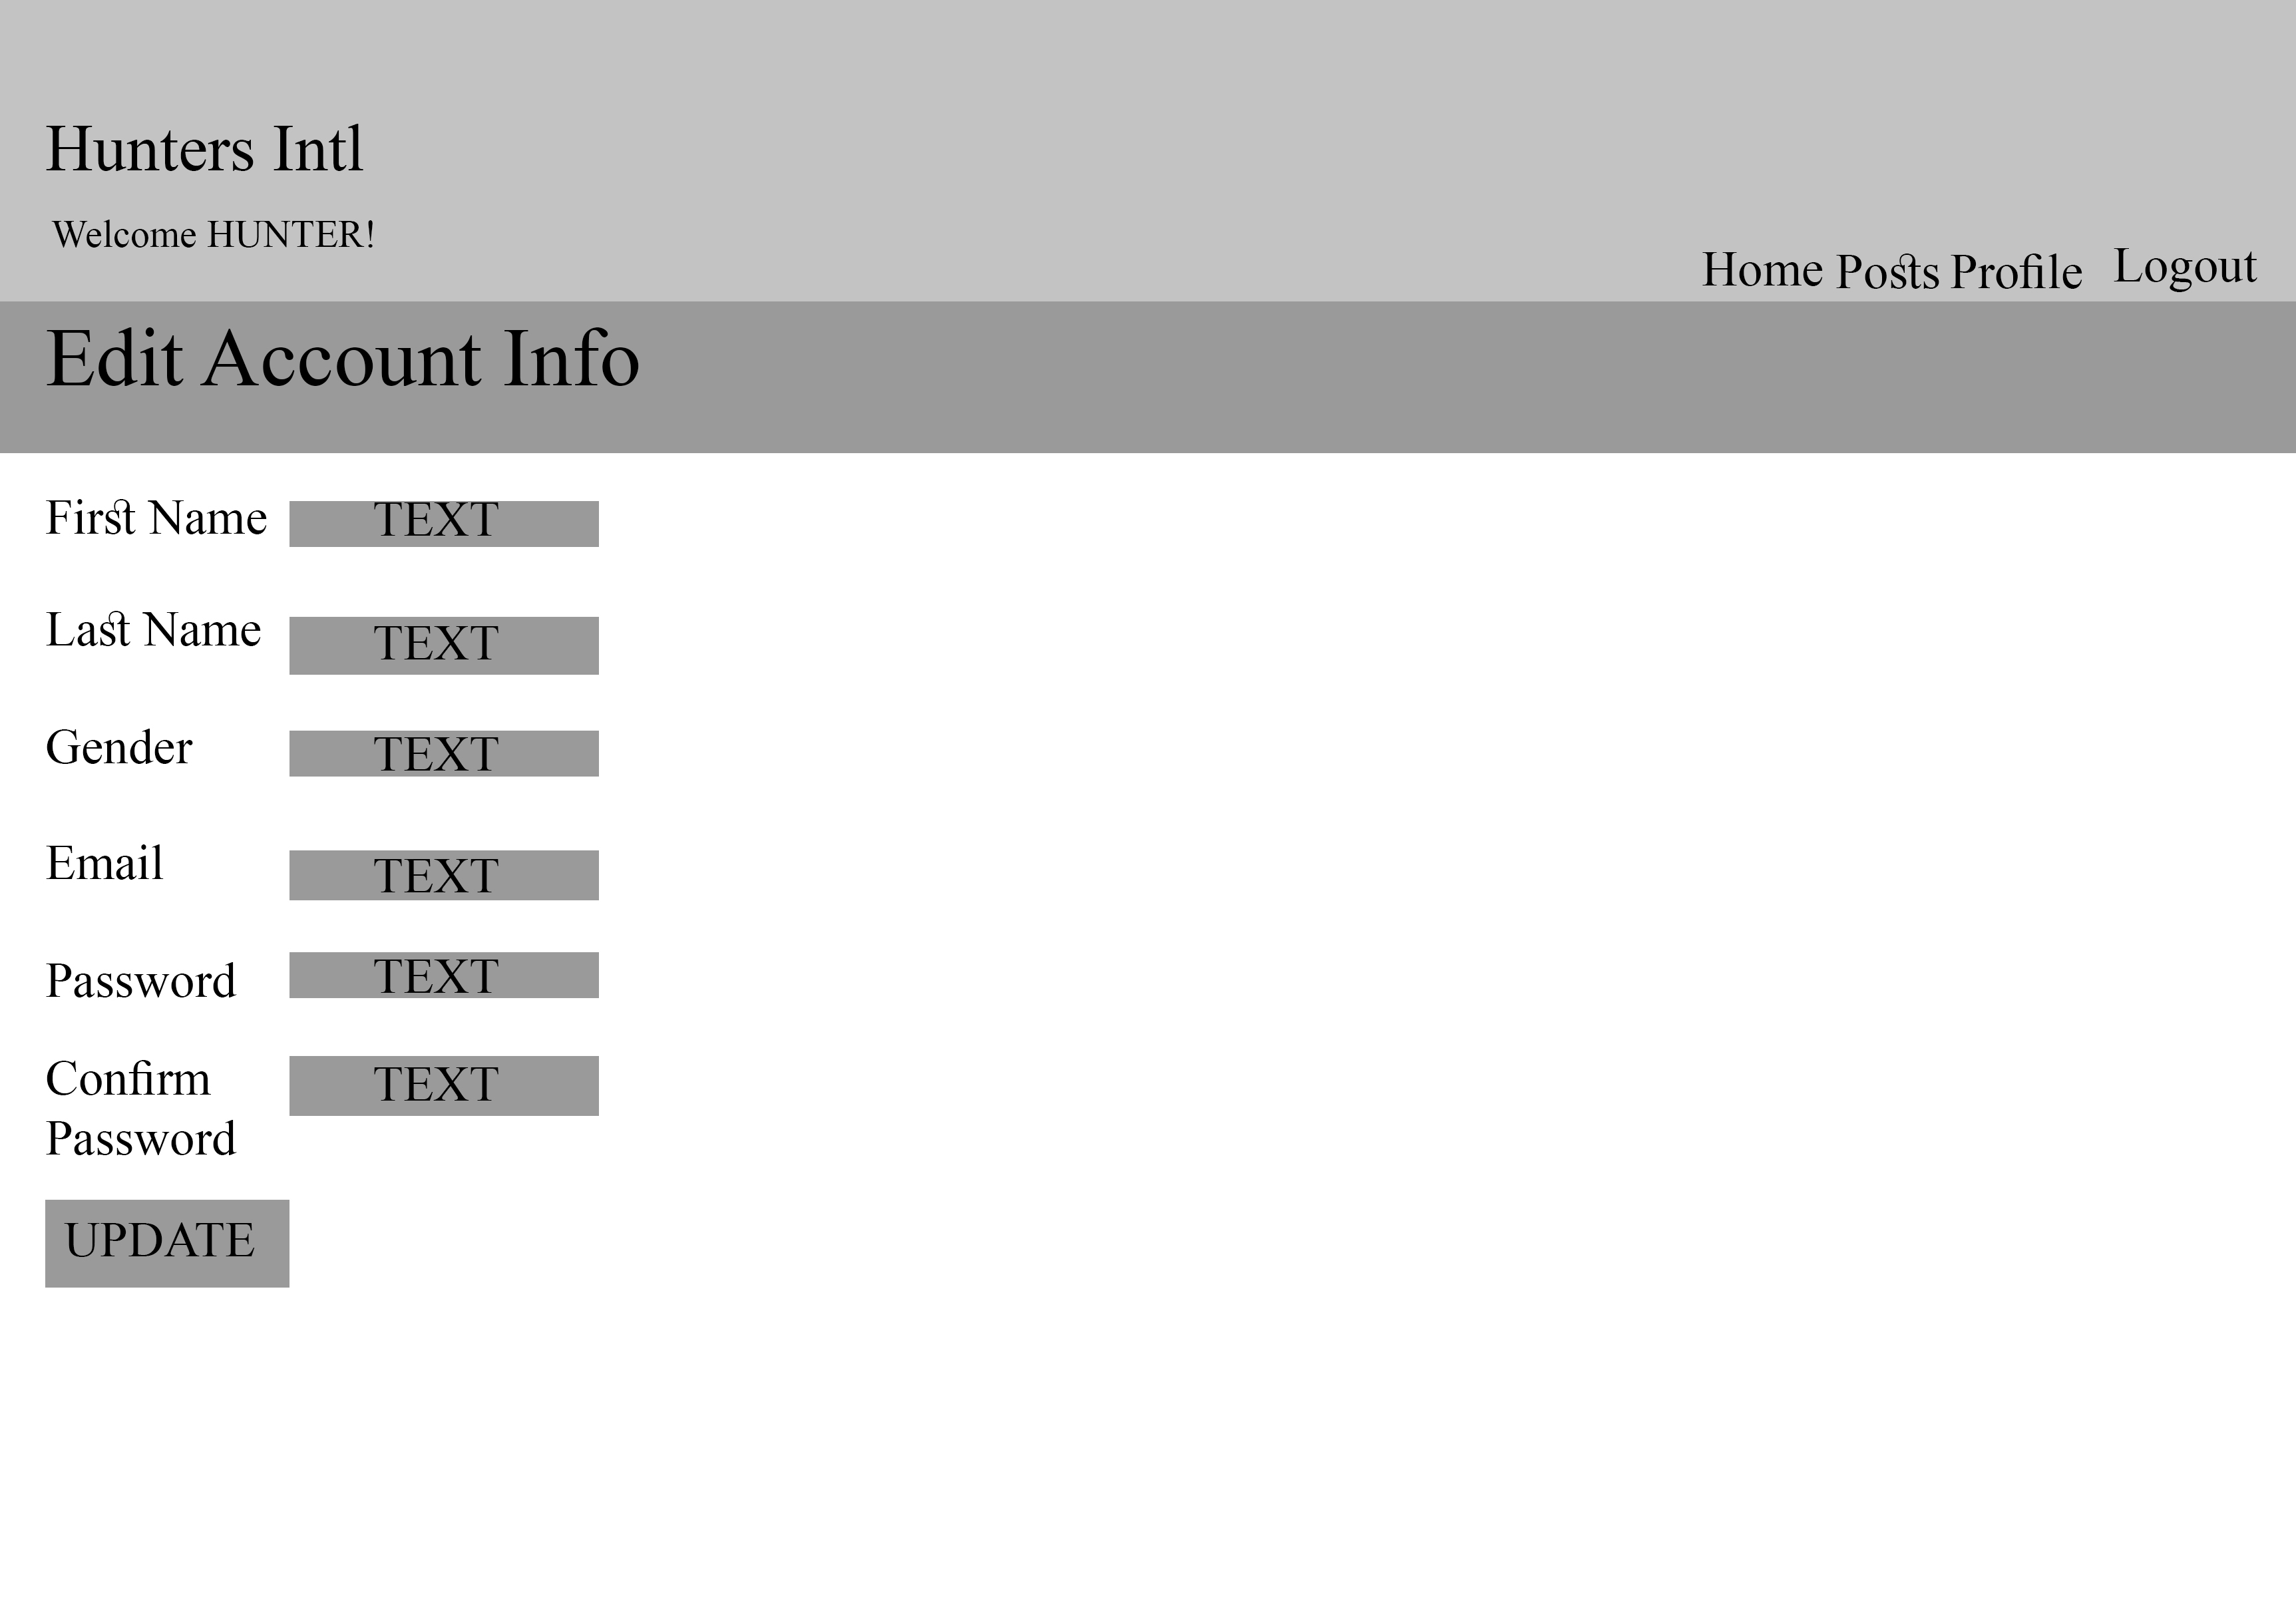 Hunters Intl
Welcome HUNTER!
Home Posts Profile Logout
Edit Account Info
First Name TEXT
Last Name TEXT
Gender TEXT
Email TEXT
Password TEXT
Confirm TEXT
Password
UPDATE